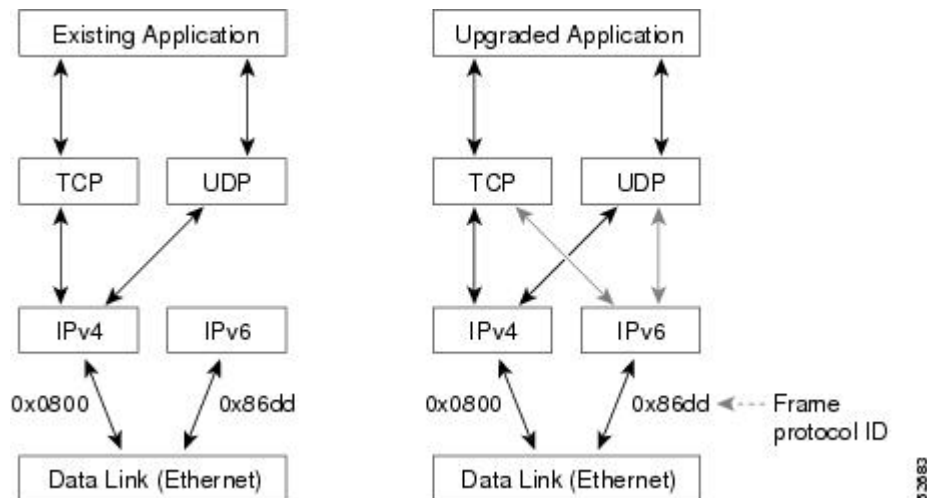 Existing Application
TCP
UDP
IPv4
IPv6
0x0800
0x86dd
Data Link (Ethernet)
Upgraded Application
TCP
UDP
IPv4
IPv6
0x0800
0x86dd
Frame
protocol ID
Data Link (Ethernet)
52683